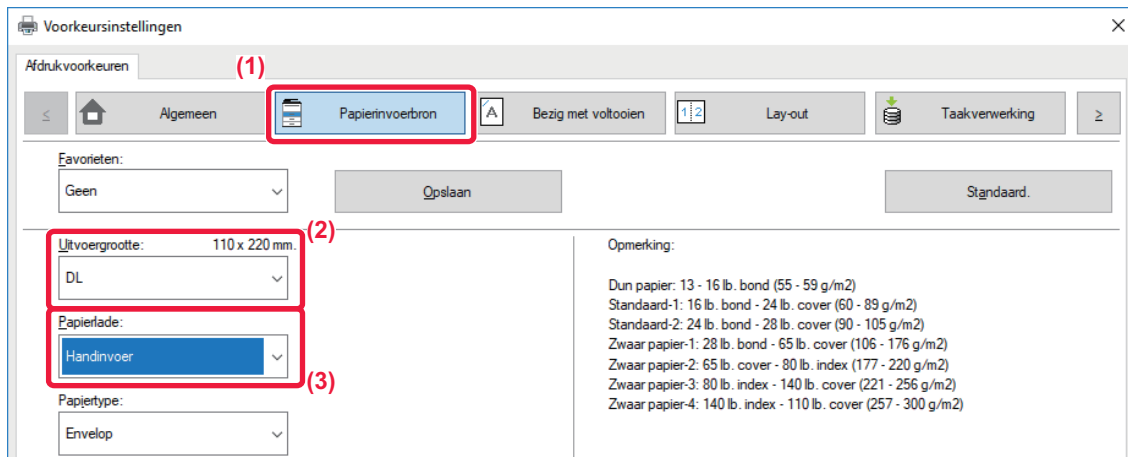 Voorkeursinstellingen
Afdrukvoorkeuren
(1)
< Algemeen Papierinvoerbron A Bezig met voltooien 1 2 Lay-out Taakverwerking >
Favorieten:
Geen Opslaan Standaard.
(2)
Uitvoergrootte: 110 x 220 mm.
DL
Papierlade:
Handinvoer
(3)
Papiertype:
Envelop
Opmerking:
Dun papier: 13 - 16 lb. bond (55 - 59 g/m2)
Standaard-1: 16 lb. bond - 24 lb. cover (60 - 89 g/m2)
Standaard-2: 24 lb. bond - 28 lb. cover (90 - 105 g/m2)
Zwaar papier-1: 28 lb. bond - 65 lb. cover (106 - 176 g/m2)
Zwaar papier-2: 65 lb. cover - 80 lb. index (177 - 220 g/m2)
Zwaar papier-3: 80 lb. index - 140 lb. cover (221 - 256 g/m2)
Zwaar papier-4: 140 lb. index - 110 lb. cover (257 - 300 g/m2)